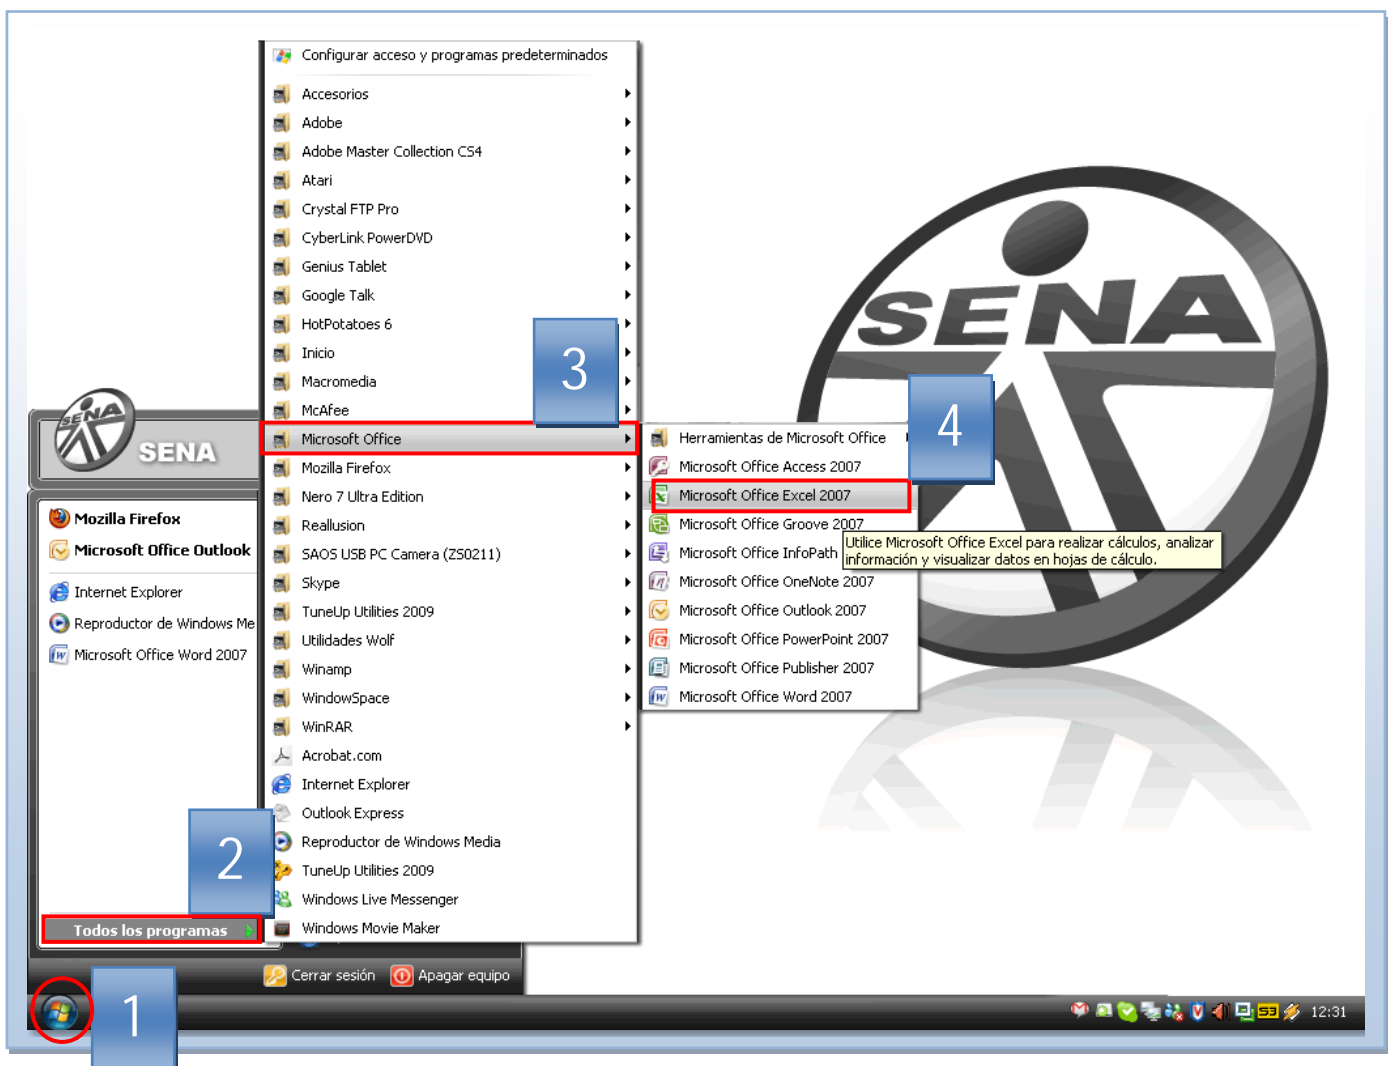 Configurar acceso y programas predeterminados
Accesorios
Adobe
Adobe Master Collection CS4
Atari
Crystal FTP Pro
CyberLink PowerDVD
Genius Tablet
Google Talk
HotPotatoes 6
Inicio
Macromedia
McAfee
Microsoft Office
Mozilla Firefox
Nero 7 Ultra Edition
Reallusion
SAOS USB PC Camera (ZS0211)
Skype
TuneUp Utilities 2009
Utilidades Wolf
Winamp
WindowSpace
WinRAR
Acrobat.com
Internet Explorer
Outlook Express
Reproductor de Windows Media
TuneUp Utilities 2009
Windows Live Messenger
Windows Movie Maker
3
4
Herramientas de Microsoft Office
Microsoft Office Access 2007
Microsoft Office Excel 2007
Microsoft Office Groove 2007
Microsoft Office InfoPath
Microsoft Office OneNote 2007
Microsoft Office Outlook 2007
Microsoft Office PowerPoint 2007
Microsoft Office Publisher 2007
Microsoft Office Word 2007
Utilice Microsoft Office Excel para realizar cálculos, analizar
información y visualizar datos en hojas de cálculo.
SENA
SENA
SENA
Mozilla Firefox
Microsoft Office Outlook
Internet Explorer
Reproductor de Windows Me
Microsoft Office Word 2007
2
Todos los programas
Cerrar sesión
Apagar equipo
1
53
12:31